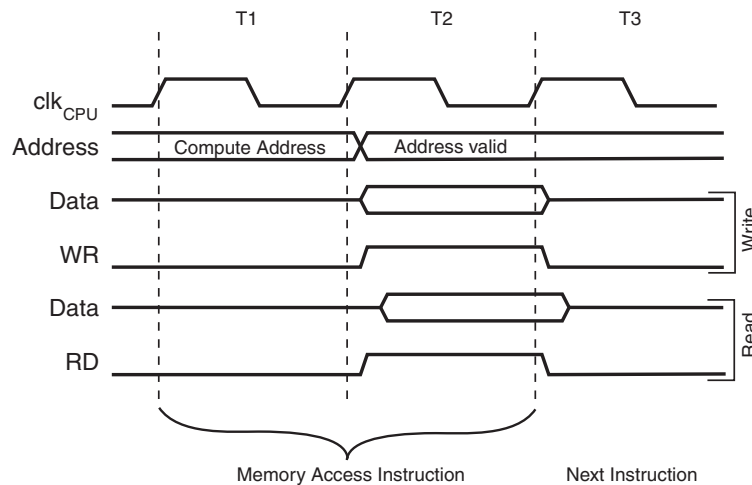 T1 T2 T3
clkCPU
Address Compute Address Address valid
Data
WR
Write
Data
RD
Read
Memory Access Instruction Next Instruction